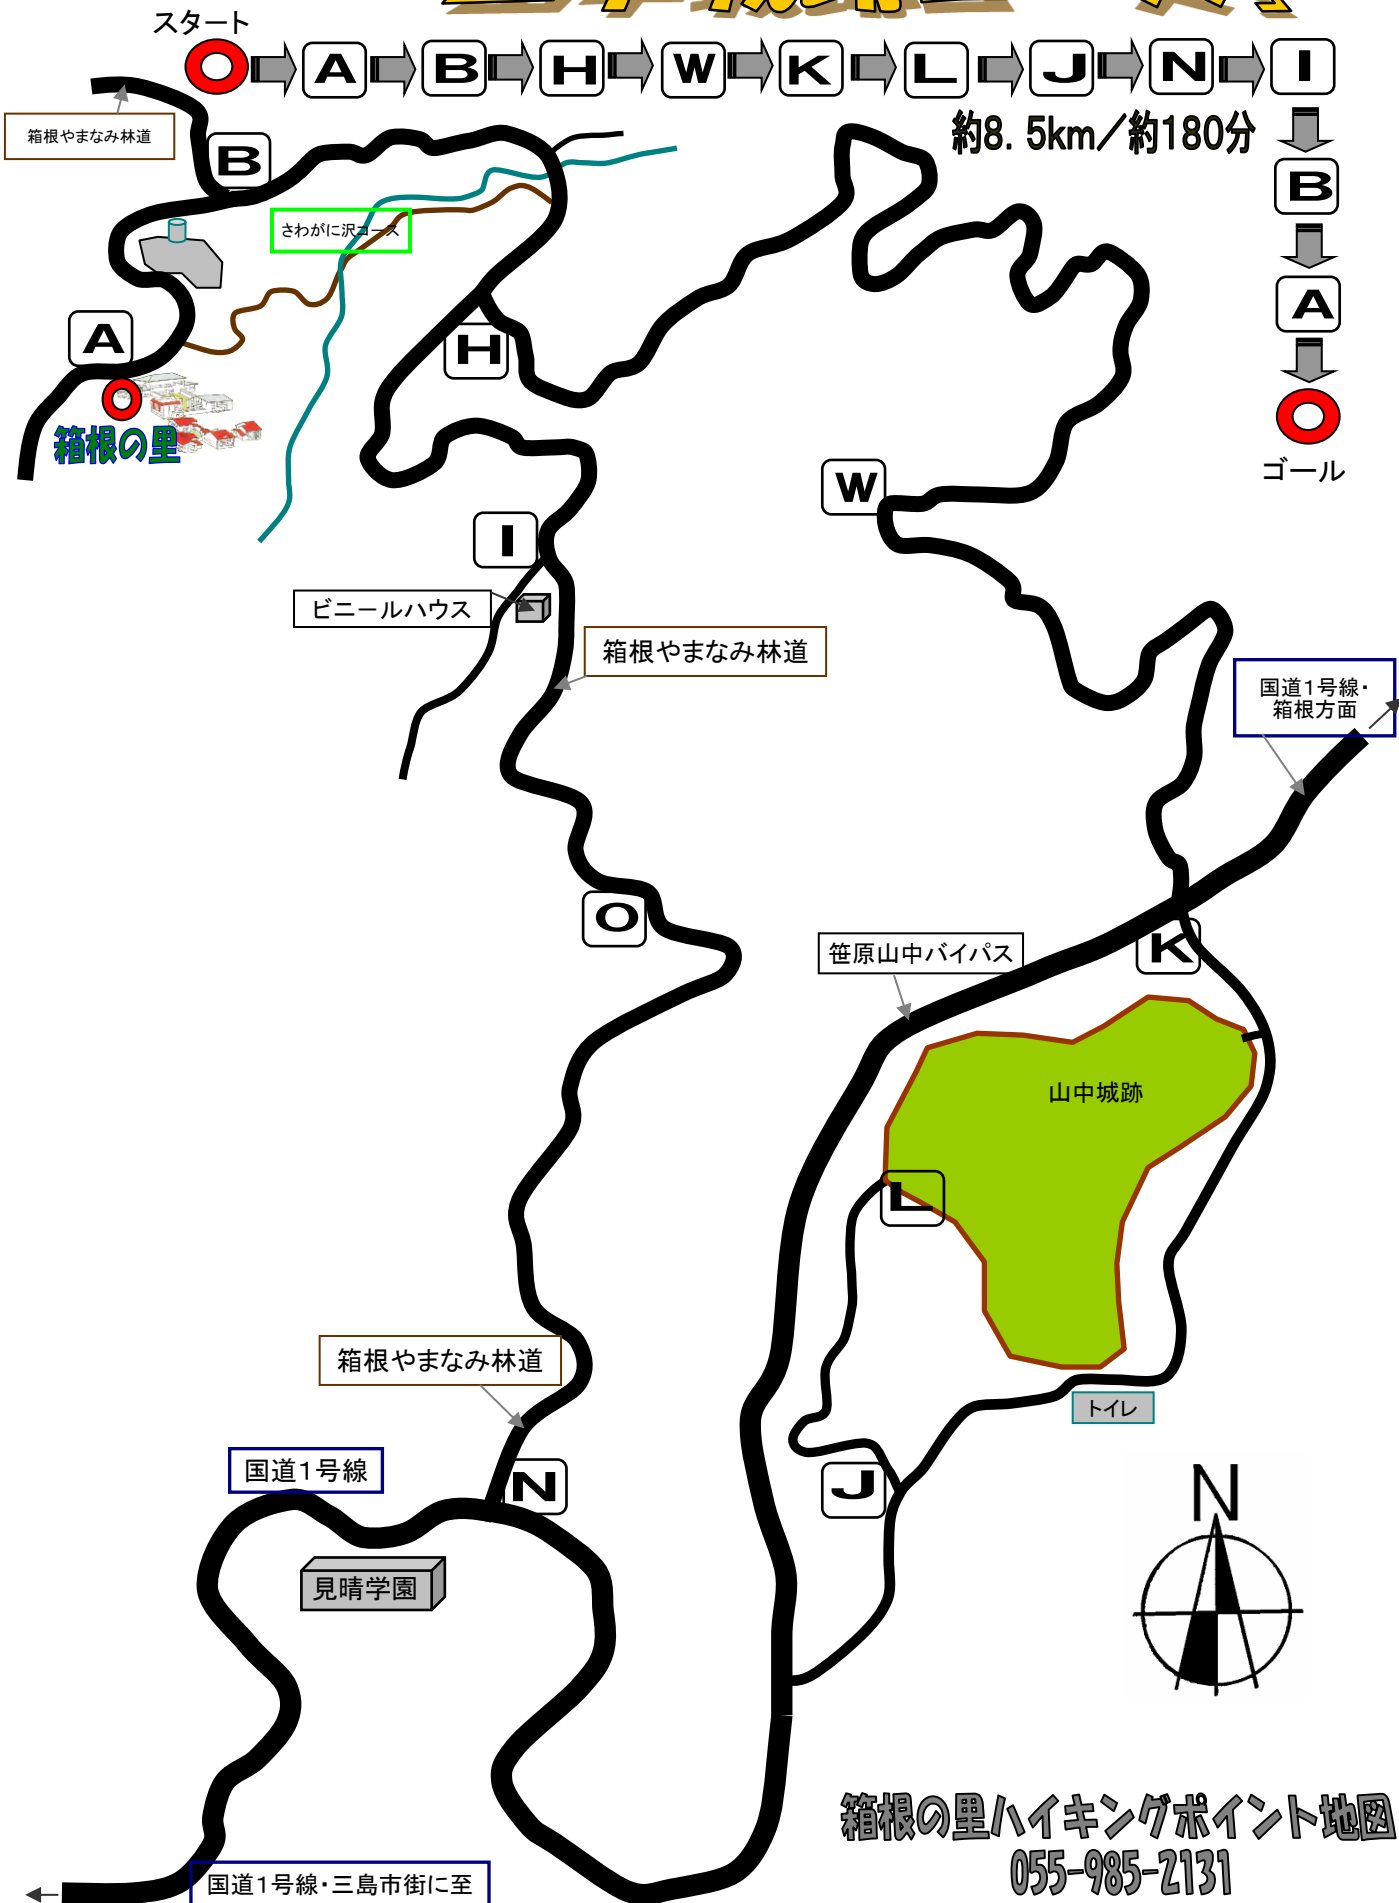 スタート
A B H W K L J N I
約8.5km/約180分
箱根やまなみ林道
B
B
さわがに沢コース
A
A
H
箱根の里
ゴール
W
I
ビニールハウス
箱根やまなみ林道
国道1号線・
箱根方面
O
笹原山中バイパス
K
山中城跡
L
箱根やまなみ林道
トイレ
国道1号線
N
J
N
見晴学園
箱根の里ハイキングポイント地図
055-985-2131
国道1号線・三島市街に至